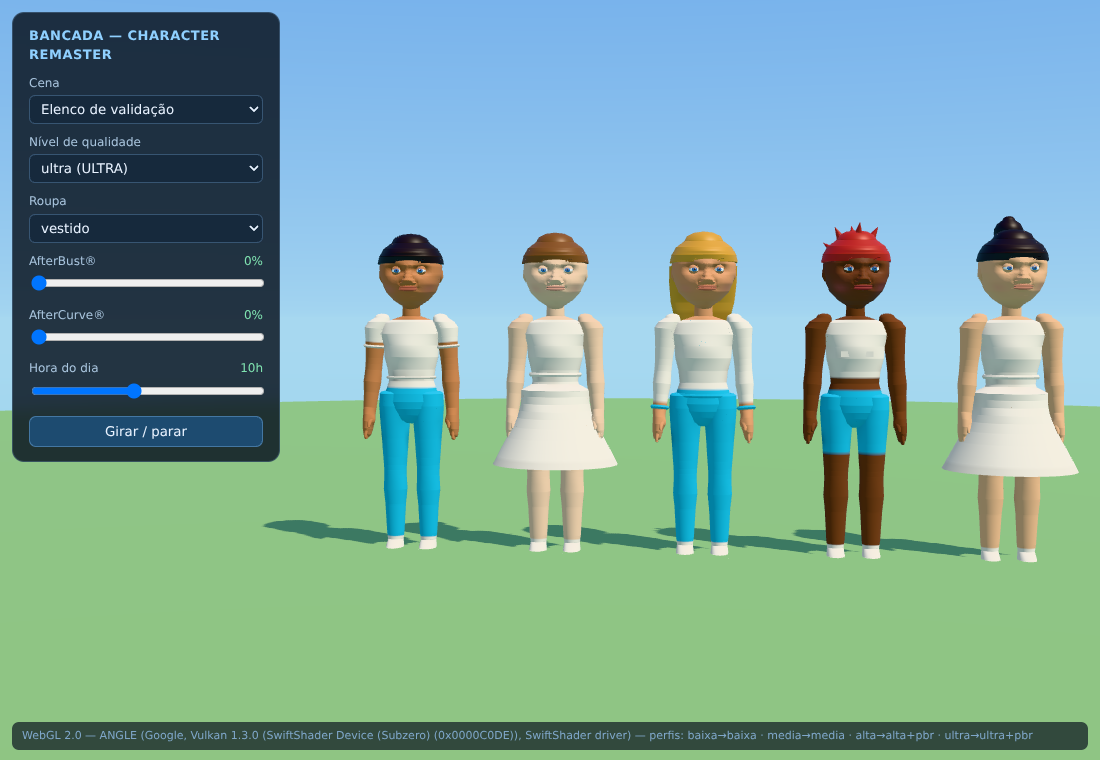 BANCADA — CHARACTER
REMASTER
Cena
Elenco de validação
Nível de qualidade
ultra (ULTRA)
Roupa
vestido
AfterBust® 0%
AfterCurve® 0%
Hora do dia 10h
Girar / parar
WebGL 2.0 — ANGLE (Google, Vulkan 1.3.0 (SwiftShader Device (Subzero) (0x0000C0DE)), SwiftShader driver) — perfis: baixa→baixa · media→media · alta→alta+pbr · ultra→ultra+pbr